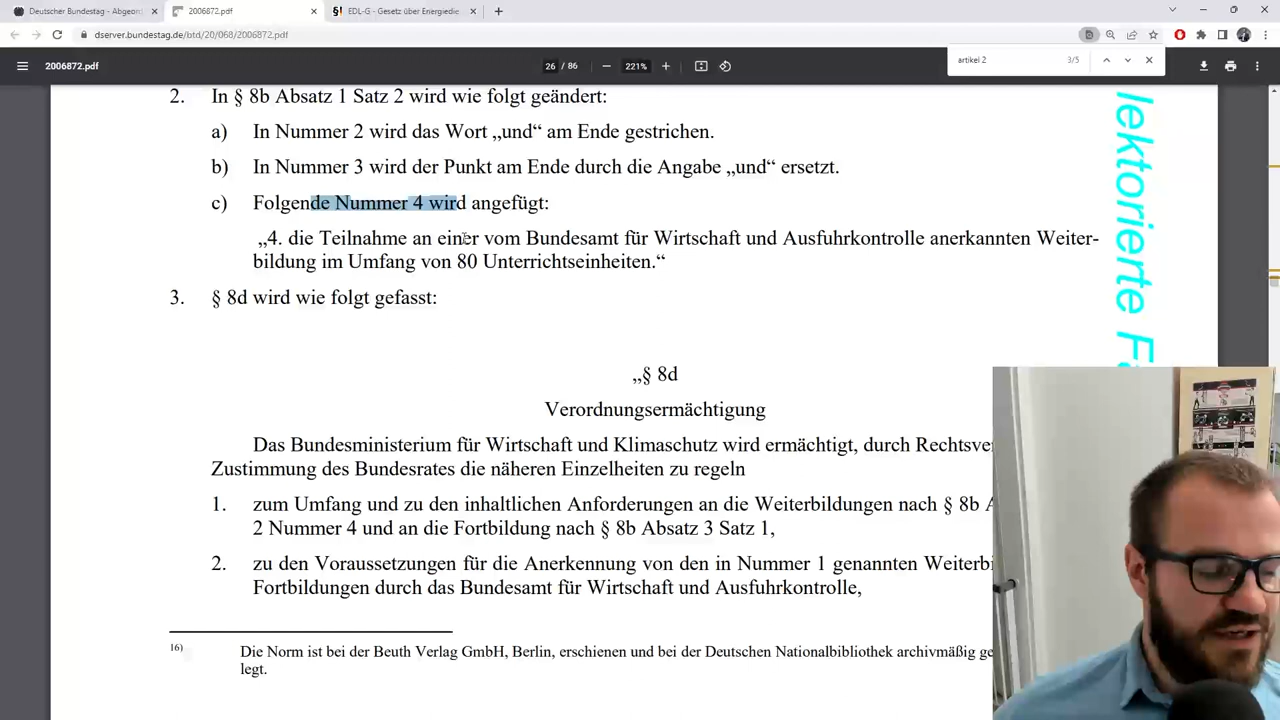 Deutscher Bundestag - Abgeor
2006872.pdf
EDL-G - Gesetz über Energiedie
dserver.bundestag.de/btd/20/068/2006872.pdf
2006872.pdf
26 / 86
221%
artikel 2
3/5
2. In § 8b Absatz 1 Satz 2 wird wie folgt geändert:
a) In Nummer 2 wird das Wort „und“ am Ende gestrichen.
b) In Nummer 3 wird der Punkt am Ende durch die Angabe „und“ ersetzt.
c) Folgende Nummer 4 wird angefügt:
„4. die Teilnahme an einer vom Bundesamt für Wirtschaft und Ausfuhrkontrolle anerkannten Weiter-
bildung im Umfang von 80 Unterrichtseinheiten.“
3. § 8d wird wie folgt gefasst:
„§ 8d
Verordnungsermächtigung
Das Bundesministerium für Wirtschaft und Klimaschutz wird ermächtigt, durch Rechtsver
Zustimmung des Bundesrates die näheren Einzelheiten zu regeln
1. zum Umfang und zu den inhaltlichen Anforderungen an die Weiterbildungen nach § 8b A
2 Nummer 4 und an die Fortbildung nach § 8b Absatz 3 Satz 1,
2. zu den Voraussetzungen für die Anerkennung von den in Nummer 1 genannten Weiterbi
Fortbildungen durch das Bundesamt für Wirtschaft und Ausfuhrkontrolle,
16) Die Norm ist bei der Beuth Verlag GmbH, Berlin, erschienen und bei der Deutschen Nationalbibliothek archivmäßig ge
legt.
lektorierte Fa